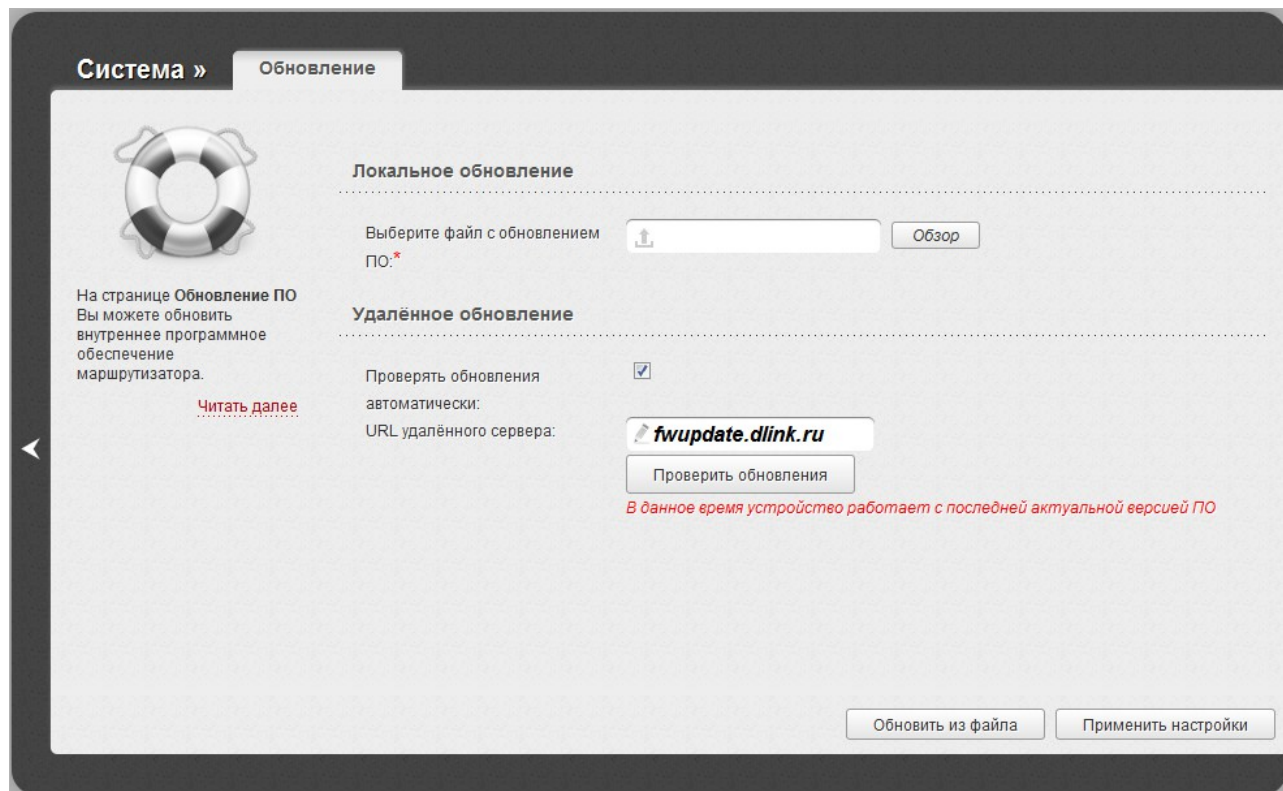 Система »
Обновление
На странице Обновление ПО
Вы можете обновить
внутреннее программное
обеспечение
маршрутизатора.
Читать далее
Локальное обновление
Выберите файл с обновлением
ПО:*
Обзор
Удалённое обновление
Проверять обновления
автоматически:
URL удалённого сервера:
fwupdate.dlink.ru
Проверить обновления
В данное время устройство работает с последней актуальной версией ПО
Обновить из файла
Применить настройки